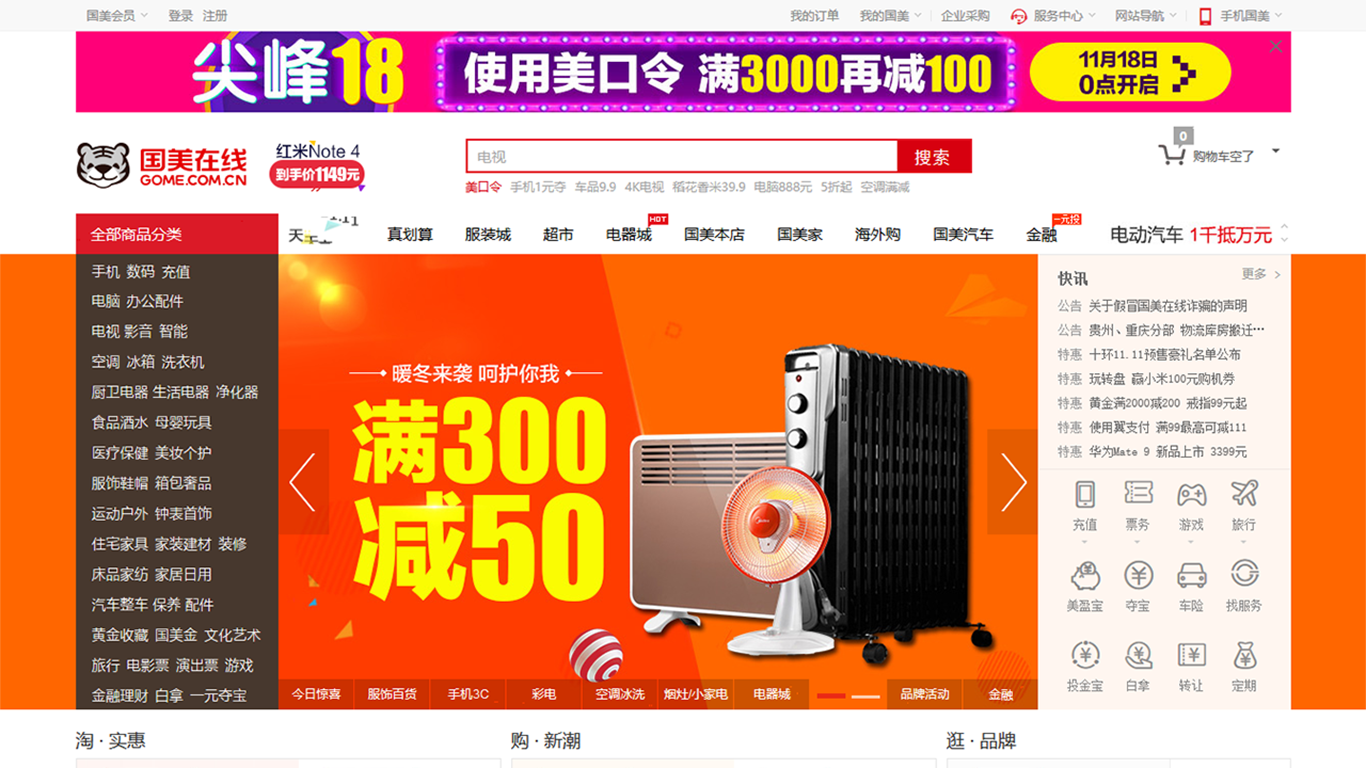 国美会员 登录 注册 我的订单 我的国美 企业采购 服务中心 网站导航 手机国美
尖峰18 使用美口令 满3000再减100 11月18日
0点开启
国美在线
GOME.COM.CN
红米Note 4
到手价1149元
电视 搜索
0
购物车空了
美口令 手机1元夺 车品9.9 4K电视 稻花香米39.9 电脑888元 5折起 空调满减
全部商品分类
真划算 服装城 超市 电器城 HOT 国美本店 国美家 海外购 国美汽车 金融 一元投
电动汽车 1千抵万元
手机 数码 充值
电脑 办公配件
电视 影音 智能
空调 冰箱 洗衣机
厨卫电器 生活电器 净化器
食品酒水 母婴玩具
医疗保健 美妆个护
服饰鞋帽 箱包奢品
运动户外 钟表首饰
住宅家具 家装建材 装修
床品家纺 家居日用
汽车整车 保养 配件
黄金收藏 国美金 文化艺术
旅行 电影票 演出票 游戏
金融理财 白拿 一元夺宝
暖冬来袭 呵护你我
满300
减50
Midea
今日惊喜 服饰百货 手机3C 彩电 空调冰洗 烟灶/小家电 电器城 品牌活动 金融
快讯 更多
公告 关于假冒国美在线诈骗的声明
公告 贵州、重庆分部 物流库房搬迁…
特惠 十环11.11预售豪礼名单公布
特惠 玩转盘 赢小米100元购机券
特惠 黄金满2000减200 戒指99元起
特惠 使用翼支付 满99最高可减111
特惠 华为Mate 9 新品上市 3399元
充值 票务 游戏 旅行
美盈宝 夺宝 车险 找服务
投金宝 白拿 转让 定期
淘 · 实惠 购 · 新潮 逛 · 品牌